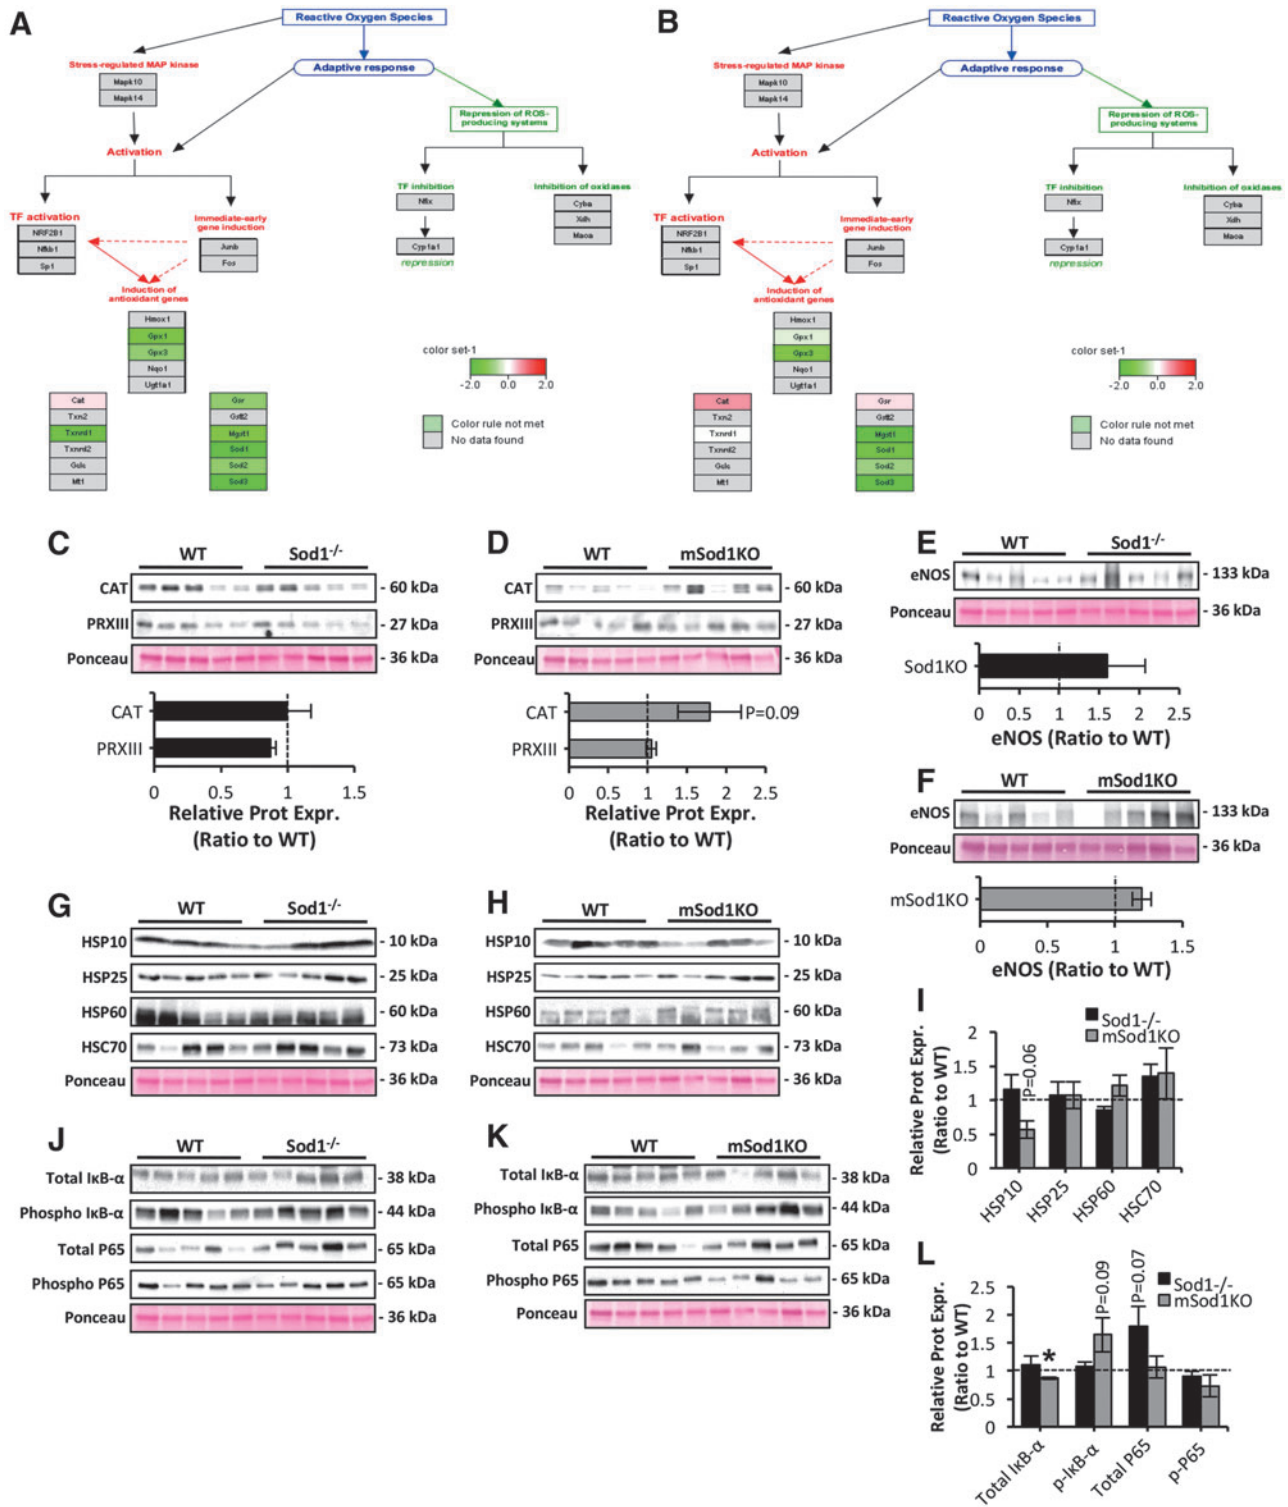 A
Reactive Oxygen Species
Stress-regulated MAP kinase
Mapk10
Mapk14
Adaptive response
Repression of ROS-
producing systems
Activation
TF inhibition
Nfix
Cyp1a1
repression
Inhibition of oxidases
Cyba
Xdh
Maoa
TF activation
NRF2B1
Nfkb1
Sp1
Immediate-early
gene induction
Junb
Fos
Induction of
antioxidant genes
Hmox1
Gpx1
Gpx3
Nqo1
Ugt1a1
Cat
Txn2
Txnrd1
Txnrd2
Gclc
Mt1
Gsr
Gstt2
Mgst1
Sod1
Sod2
Sod3
color set-1
-2.0 0.0 2.0
Color rule not met
No data found
B
Reactive Oxygen Species
Stress-regulated MAP kinase
Mapk10
Mapk14
Adaptive response
Repression of ROS-
producing systems
Activation
TF inhibition
Nfix
Cyp1a1
repression
Inhibition of oxidases
Cyba
Xdh
Maoa
TF activation
NRF2B1
Nfkb1
Sp1
Immediate-early
gene induction
Junb
Fos
Induction of
antioxidant genes
Hmox1
Gpx1
Gpx3
Nqo1
Ugt1a1
Cat
Txn2
Txnrd1
Txnrd2
Gclc
Mt1
Gsr
Gstt2
Mgst1
Sod1
Sod2
Sod3
color set-1
-2.0 0.0 2.0
Color rule not met
No data found
C
WT Sod1-/-
CAT - 60 kDa
PRXIII - 27 kDa
Ponceau - 36 kDa
CAT
PRXIII
0 0.5 1 1.5
Relative Prot Expr.
(Ratio to WT)
D
WT mSod1KO
CAT - 60 kDa
PRXIII - 27 kDa
Ponceau - 36 kDa
CAT P=0.09
PRXIII
0 0.5 1 1.5 2 2.5
Relative Prot Expr.
(Ratio to WT)
E
WT Sod1-/-
eNOS - 133 kDa
Ponceau - 36 kDa
Sod1KO
0 0.5 1 1.5 2 2.5
eNOS (Ratio to WT)
F
WT mSod1KO
eNOS - 133 kDa
Ponceau - 36 kDa
mSod1KO
0 0.5 1 1.5
eNOS (Ratio to WT)
G
WT Sod1-/-
HSP10 - 10 kDa
HSP25 - 25 kDa
HSP60 - 60 kDa
HSC70 - 73 kDa
Ponceau - 36 kDa
H
WT mSod1KO
HSP10 - 10 kDa
HSP25 - 25 kDa
HSP60 - 60 kDa
HSC70 - 73 kDa
Ponceau - 36 kDa
I
Sod1-/-
mSod1KO
Relative Prot Expr.
(Ratio to WT)
2
1.5
1
0.5
0
P=0.06
HSP10 HSP25 HSP60 HSC70
J
WT Sod1-/-
Total IκB-α - 38 kDa
Phospho IκB-α - 44 kDa
Total P65 - 65 kDa
Phospho P65 - 65 kDa
Ponceau - 36 kDa
K
WT mSod1KO
Total IκB-α - 38 kDa
Phospho IκB-α - 44 kDa
Total P65 - 65 kDa
Phospho P65 - 65 kDa
Ponceau - 36 kDa
L
Sod1-/-
mSod1KO
Relative Prot Expr.
(Ratio to WT)
2.5
2
1.5
1
0.5
0
*
P=0.09
P=0.07
Total IκB-α p-IκB-α Total P65 p-P65